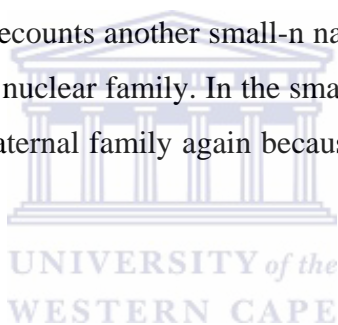 ecounts another small-n na
nuclear family. In the sma
aternal family again becaus
UNIVERSITY of the
WESTERN CAPE